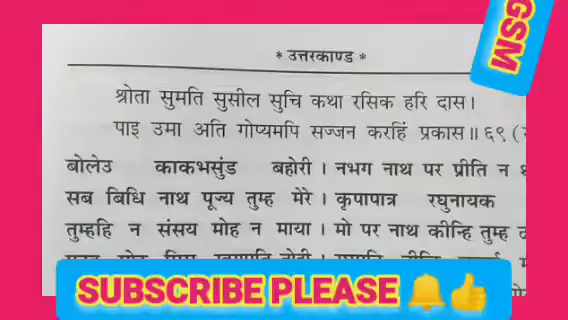 GSM
* उत्तरकाण्ड *
श्रोता सुमति सुसील सुचि कथा रसिक हरि दास।
पाइ उमा अति गोप्यमपि सज्जन करहिं प्रकास॥ ६९
बोलेउ काकभसुंड बहोरी। नभग नाथ पर प्रीति न
सब बिधि नाथ पूज्य तुम्ह मेरे। कृपापात्र रघुनायक
तुम्हहि न संसय मोह न माया। मो पर नाथ कीन्हि तुम्ह
SUBSCRIBE PLEASE 🔔👍